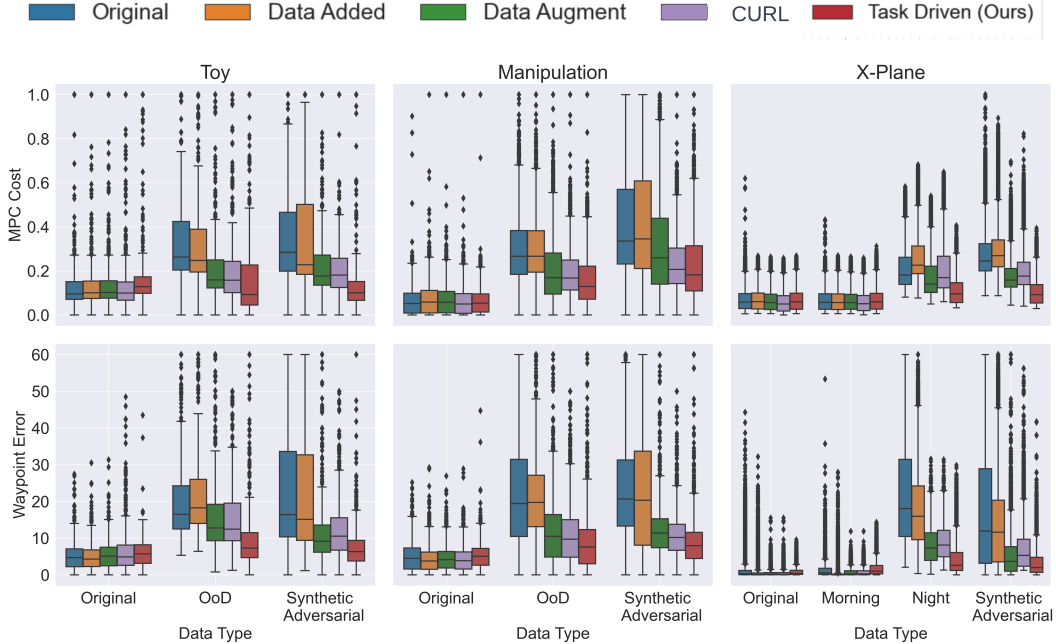 Original Data Added Data Augment CURL Task Driven (Ours)
Toy Manipulation X-Plane
MPC Cost
1.0
0.8
0.6
0.4
0.2
0.0
Waypoint Error
60
50
40
30
20
10
0
Original OoD Synthetic Adversarial
Data Type
Original OoD Synthetic Adversarial
Data Type
Original Morning Night Synthetic Adversarial
Data Type